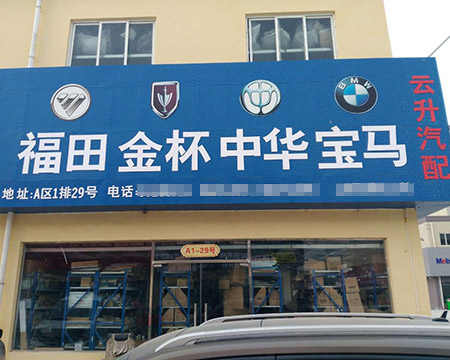 BMW
云升汽配
福田 金杯 中华 宝马
地址:A区1排29号 电话
A1-29号
Mobil